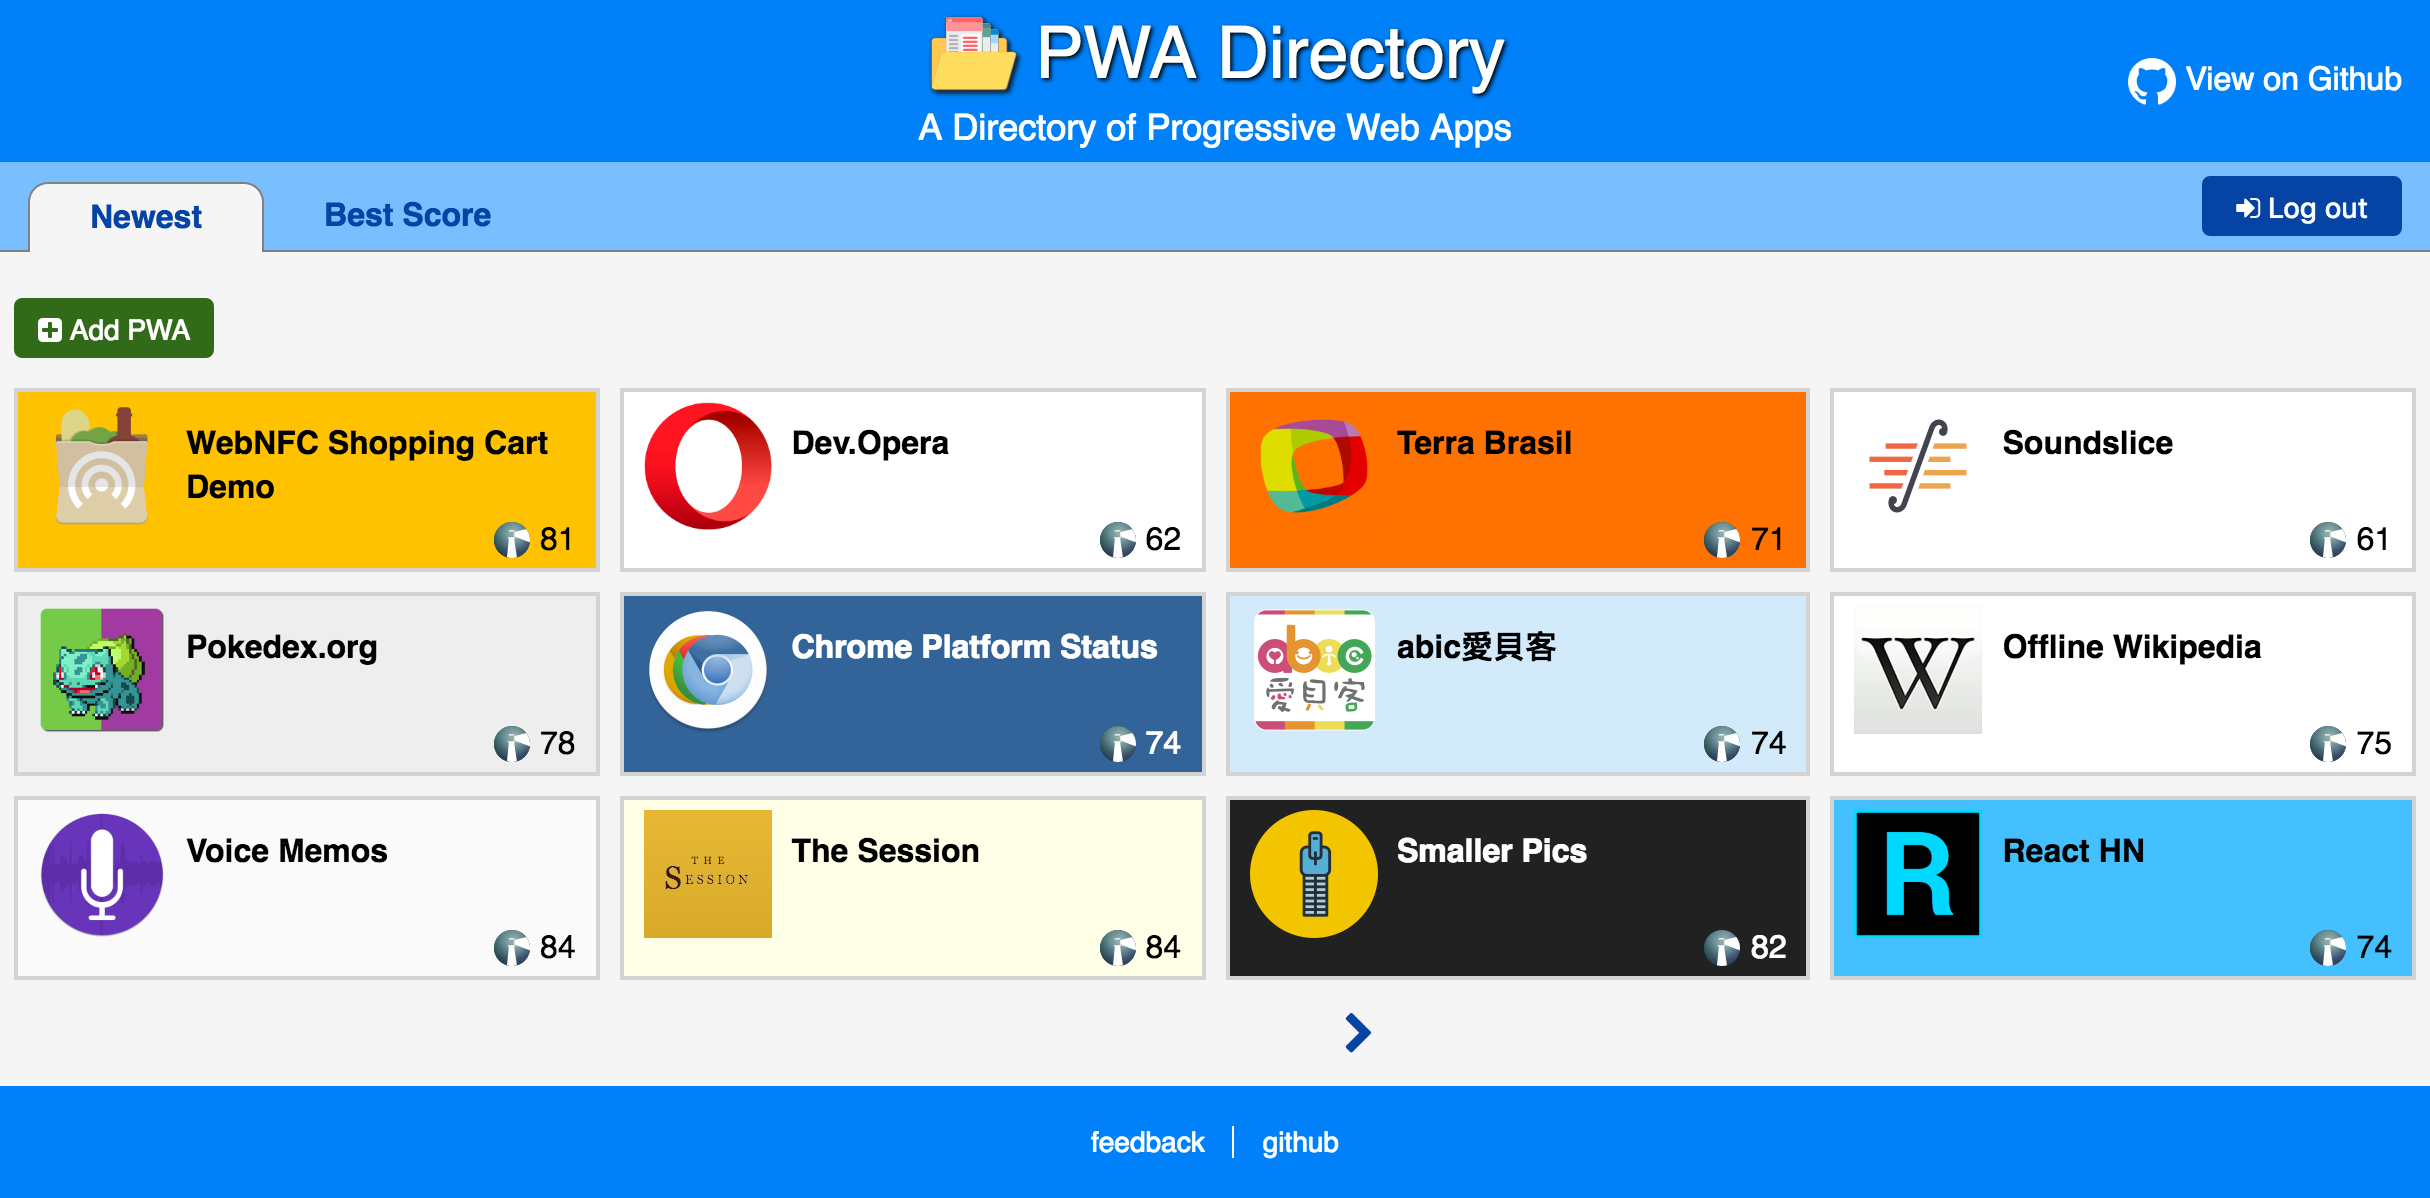 PWA Directory
A Directory of Progressive Web Apps
View on Github
Newest
Best Score
Log out
Add PWA
WebNFC Shopping Cart
Demo
81
Dev.Opera
62
Terra Brasil
71
Soundslice
61
Pokedex.org
78
Chrome Platform Status
74
abic
愛貝客
abic愛貝客
74
W
Offline Wikipedia
75
Voice Memos
84
THE
SESSION
The Session
84
Smaller Pics
82
R
React HN
74
feedback
github